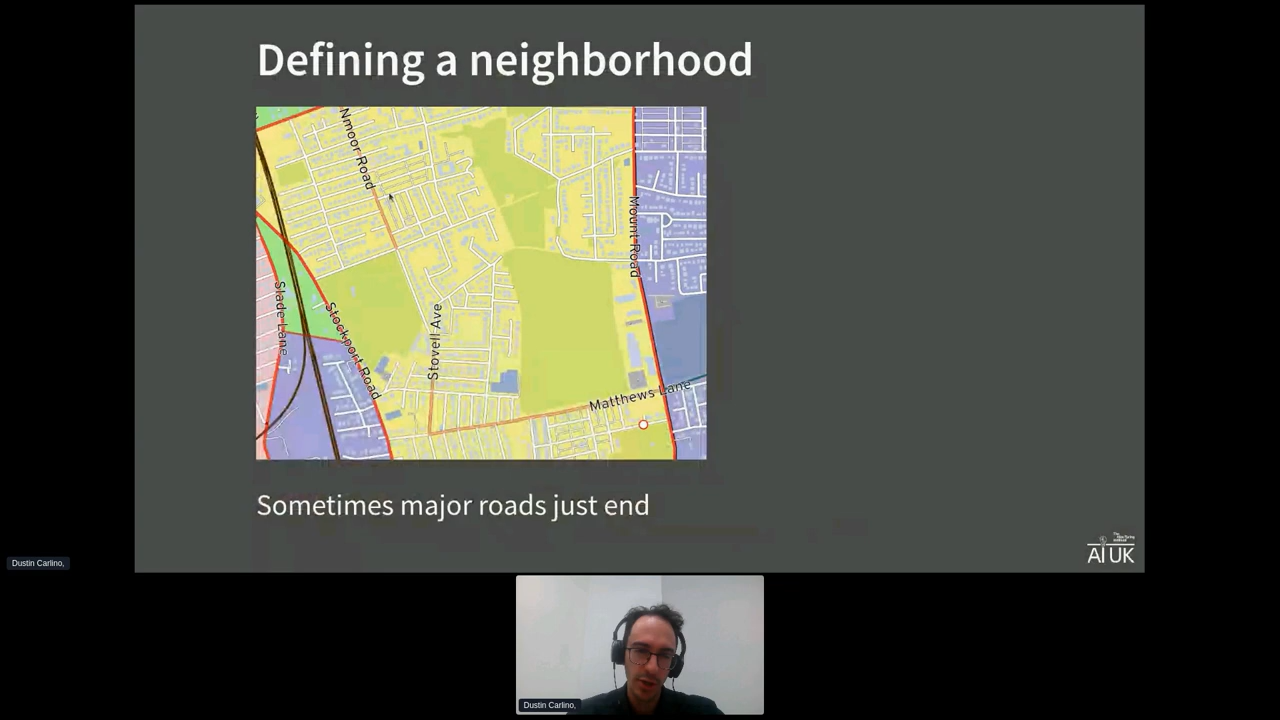 Defining a neighborhood
Nmoor Road
Mount Road
Slade Lane
Stockport Road
Stovell Ave
Matthews Lane
Sometimes major roads just end
AI UK
Dustin Carlino,
Dustin Carlino,